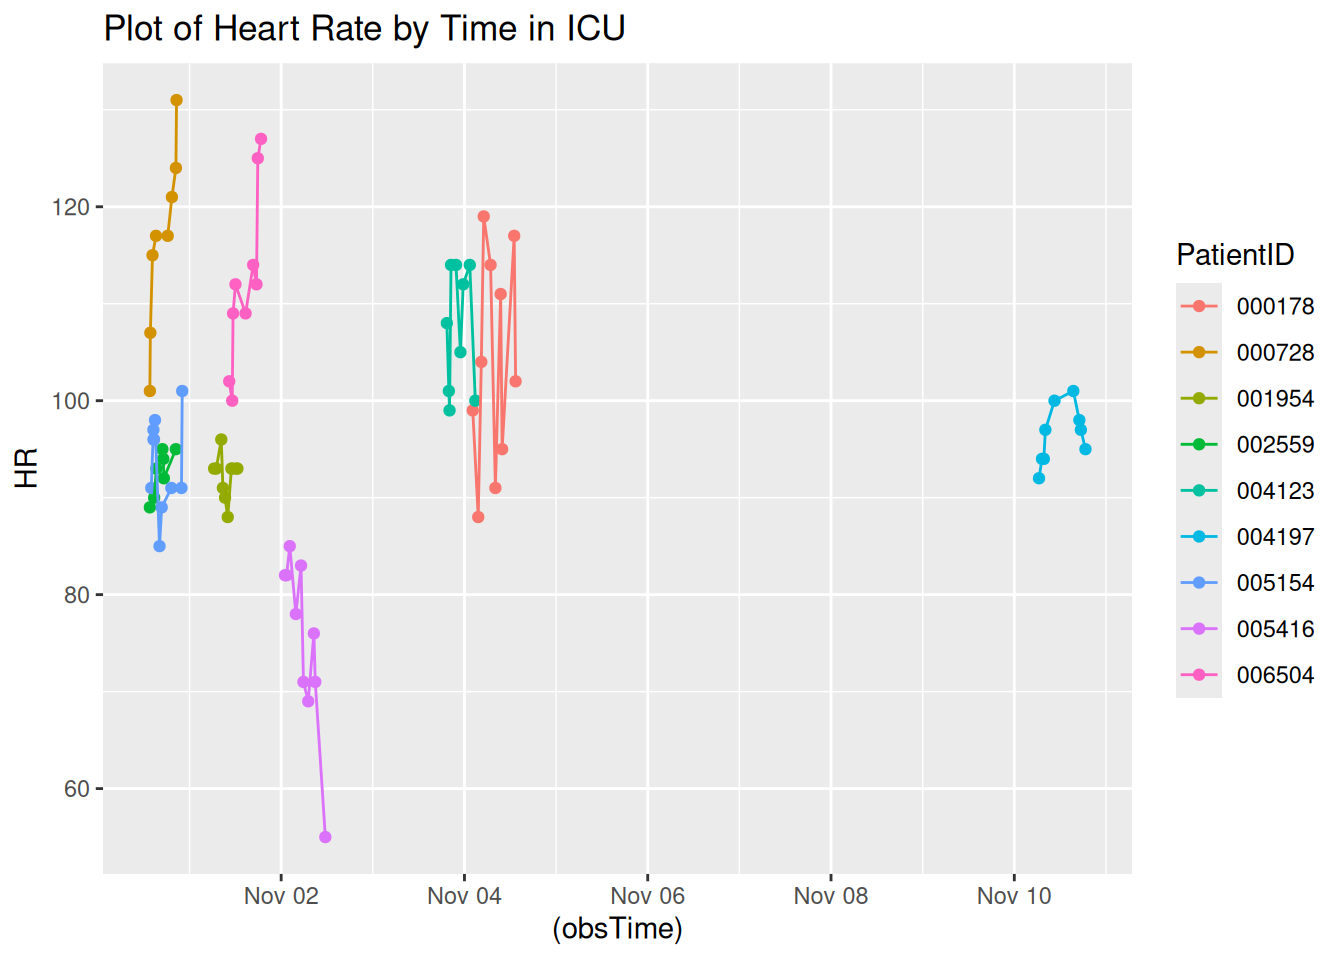 Plot of Heart Rate by Time in ICU
HR
120
100
80
60
Nov 02
Nov 04
Nov 06
Nov 08
Nov 10
(obsTime)
PatientID
000178
000728
001954
002559
004123
004197
005154
005416
006504